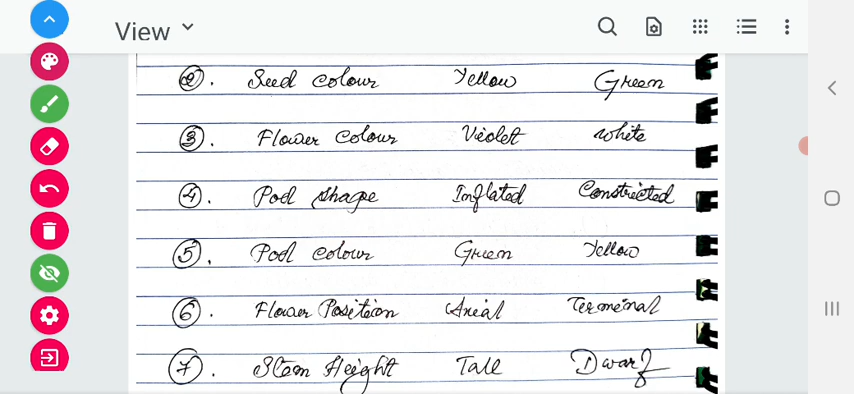 View
2. Seed colour Yellow Green
3. Flower colour Violet white
4. Pod shape Inflated Constricted
5. Pod colour Green Yellow
6. Flower Position Axial Terminal
7. Stem Height Tall Dwarf